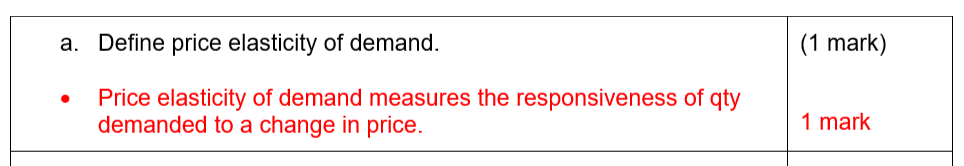 a. Define price elasticity of demand.
(1 mark)
• Price elasticity of demand measures the responsiveness of qty
demanded to a change in price.
1 mark